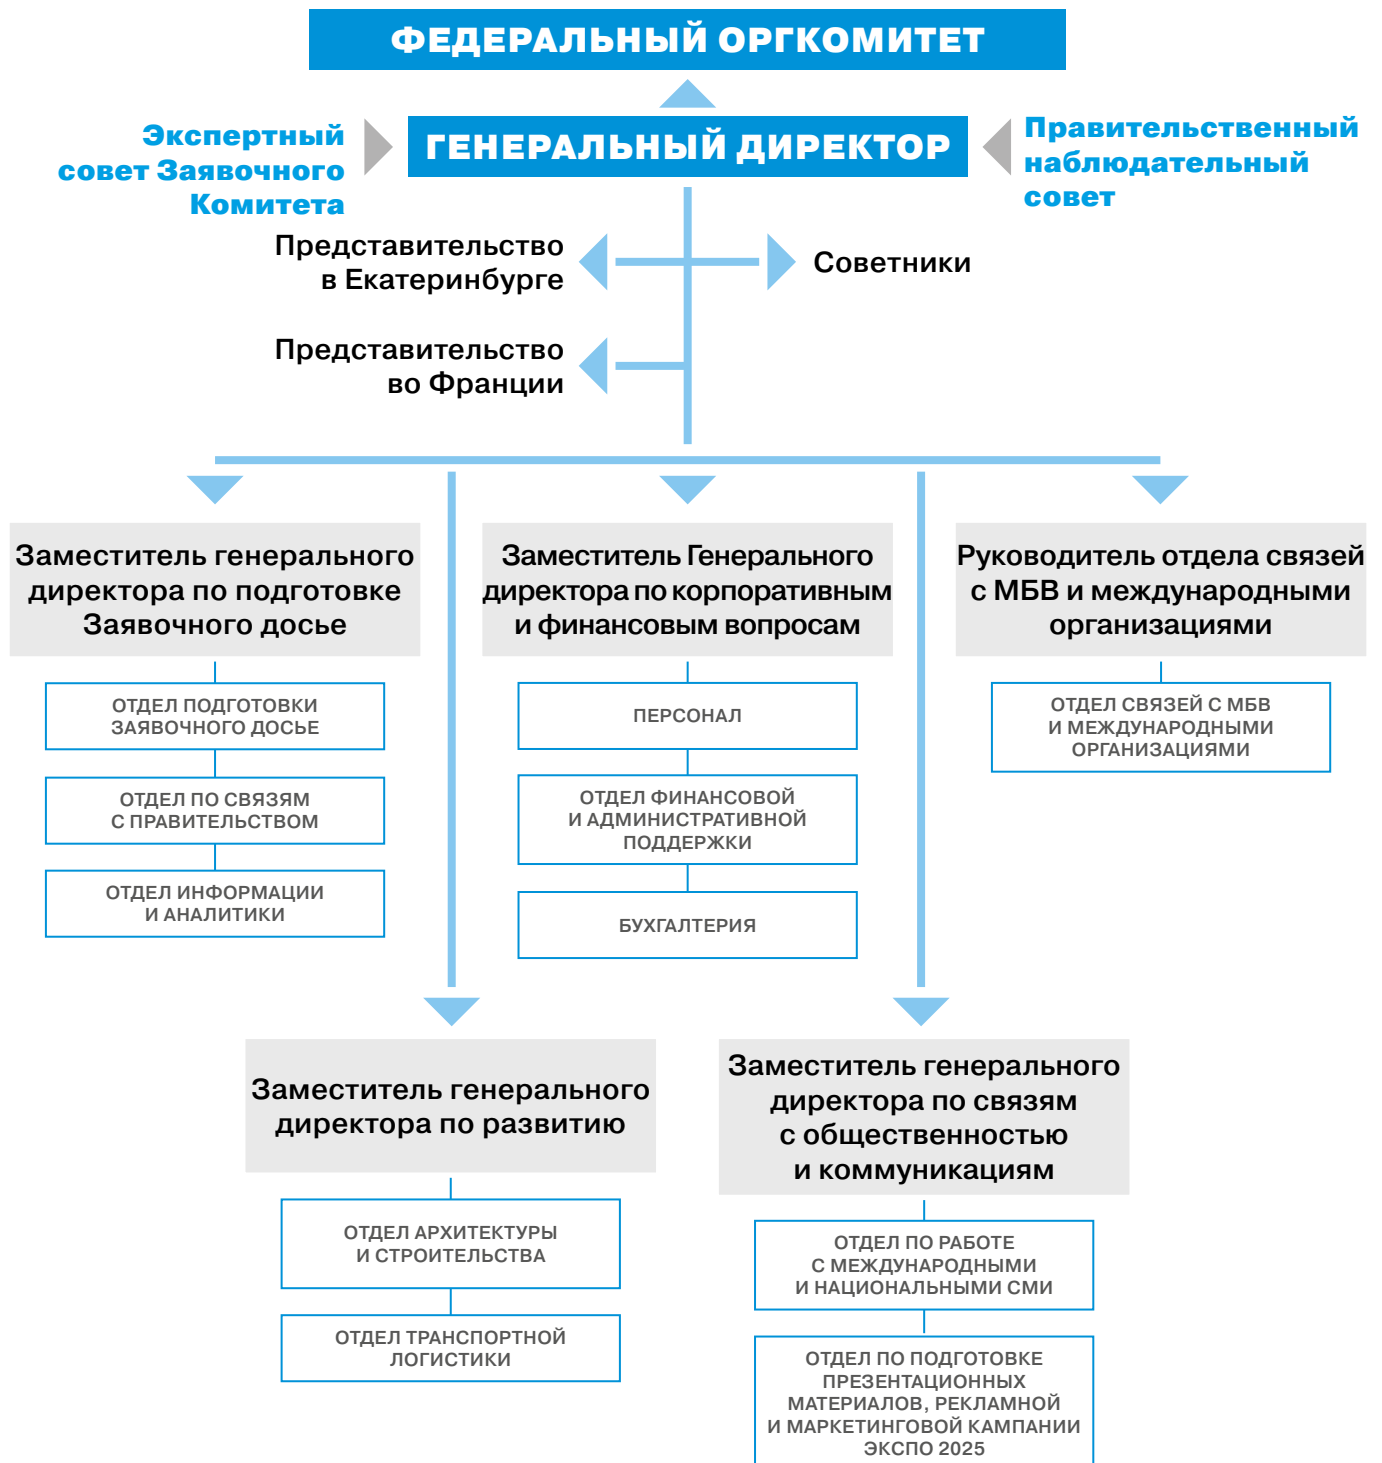 ФЕДЕРАЛЬНЫЙ ОРГКОМИТЕТ
Экспертный
совет Заявочного
Комитета
ГЕНЕРАЛЬНЫЙ ДИРЕКТОР
Правительственный
наблюдательный
совет
Представительство
в Екатеринбурге
Советники
Представительство
во Франции
Заместитель генерального
директора по подготовке
Заявочного досье
ОТДЕЛ ПОДГОТОВКИ
ЗАЯВОЧНОГО ДОСЬЕ
ОТДЕЛ ПО СВЯЗЯМ
С ПРАВИТЕЛЬСТВОМ
ОТДЕЛ ИНФОРМАЦИИ
И АНАЛИТИКИ
Заместитель Генерального
директора по корпоративным
и финансовым вопросам
ПЕРСОНАЛ
ОТДЕЛ ФИНАНСОВОЙ
И АДМИНИСТРАТИВНОЙ
ПОДДЕРЖКИ
БУХГАЛТЕРИЯ
Руководитель отдела связей
с МБВ и международными
организациями
ОТДЕЛ СВЯЗЕЙ С МБВ
И МЕЖДУНАРОДНЫМИ
ОРГАНИЗАЦИЯМИ
Заместитель генерального
директора по развитию
ОТДЕЛ АРХИТЕКТУРЫ
И СТРОИТЕЛЬСТВА
ОТДЕЛ ТРАНСПОРТНОЙ
ЛОГИСТИКИ
Заместитель генерального
директора по связям
с общественностью
и коммуникациям
ОТДЕЛ ПО РАБОТЕ
С МЕЖДУНАРОДНЫМИ
И НАЦИОНАЛЬНЫМИ СМИ
ОТДЕЛ ПО ПОДГОТОВКЕ
ПРЕЗЕНТАЦИОННЫХ
МАТЕРИАЛОВ, РЕКЛАМНОЙ
И МАРКЕТИНГОВОЙ КАМПАНИИ
ЭКСПО 2025